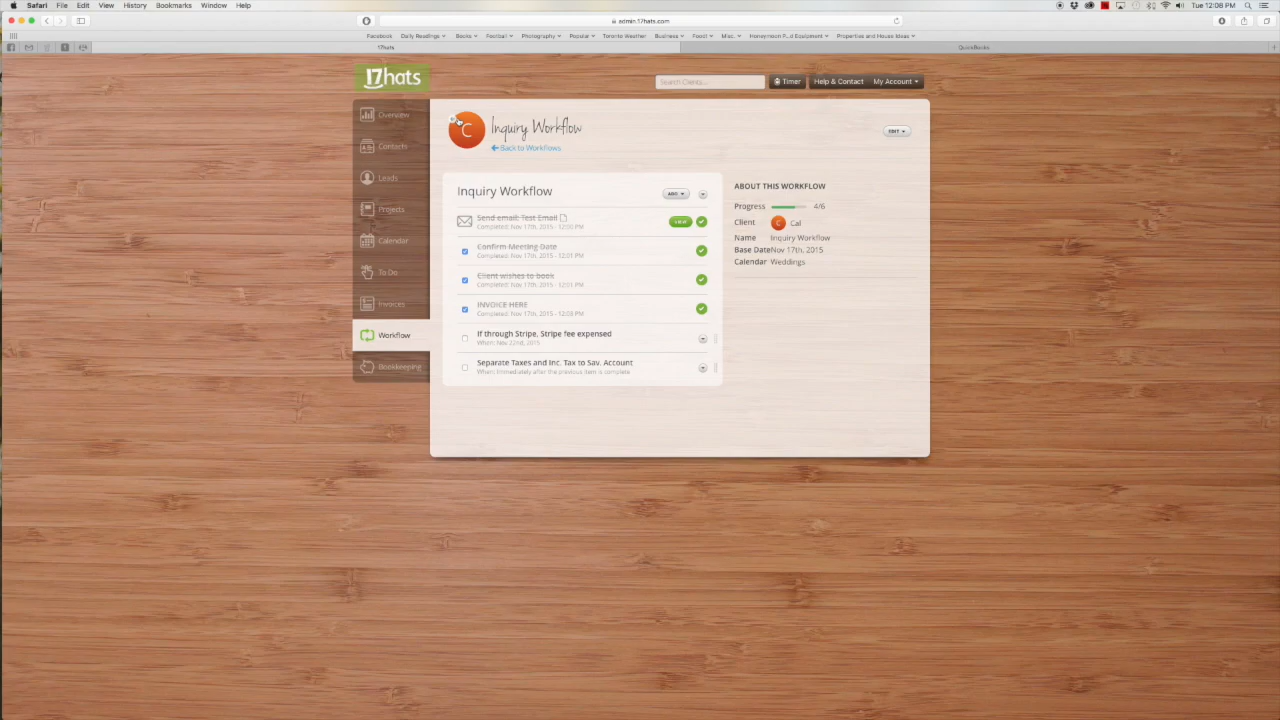 Safari File Edit View History Bookmarks Window Help
Tue 12:08 PM
admin.17hats.com
Facebook Daily Readings Books Football Photography Popular Toronto Weather Business Food! Misc. Honeymoon F...d Equipment Properties and House Ideas
17hats QuickBooks
17hats
Search Clients...
Timer
Help & Contact My Account
Overview
Contacts
Leads
Projects
Calendar
To Do
Invoices
Workflow
Bookkeeping
C
Inquiry Workflow
Back to Workflows
EDIT
Inquiry Workflow
ADD
Send email: Test Email
Completed: Nov 17th, 2015 - 12:00 PM
VIEW
Confirm Meeting Date
Completed: Nov 17th, 2015 - 12:01 PM
Client wishes to book
Completed: Nov 17th, 2015 - 12:01 PM
INVOICE HERE
Completed: Nov 17th, 2015 - 12:08 PM
If through Stripe, Stripe fee expensed
When: Nov 22nd, 2015
Separate Taxes and Inc. Tax to Sav. Account
When: Immediately after the previous item is complete
ABOUT THIS WORKFLOW
Progress 4/6
Client C Cal
Name Inquiry Workflow
Base Date Nov 17th, 2015
Calendar Weddings